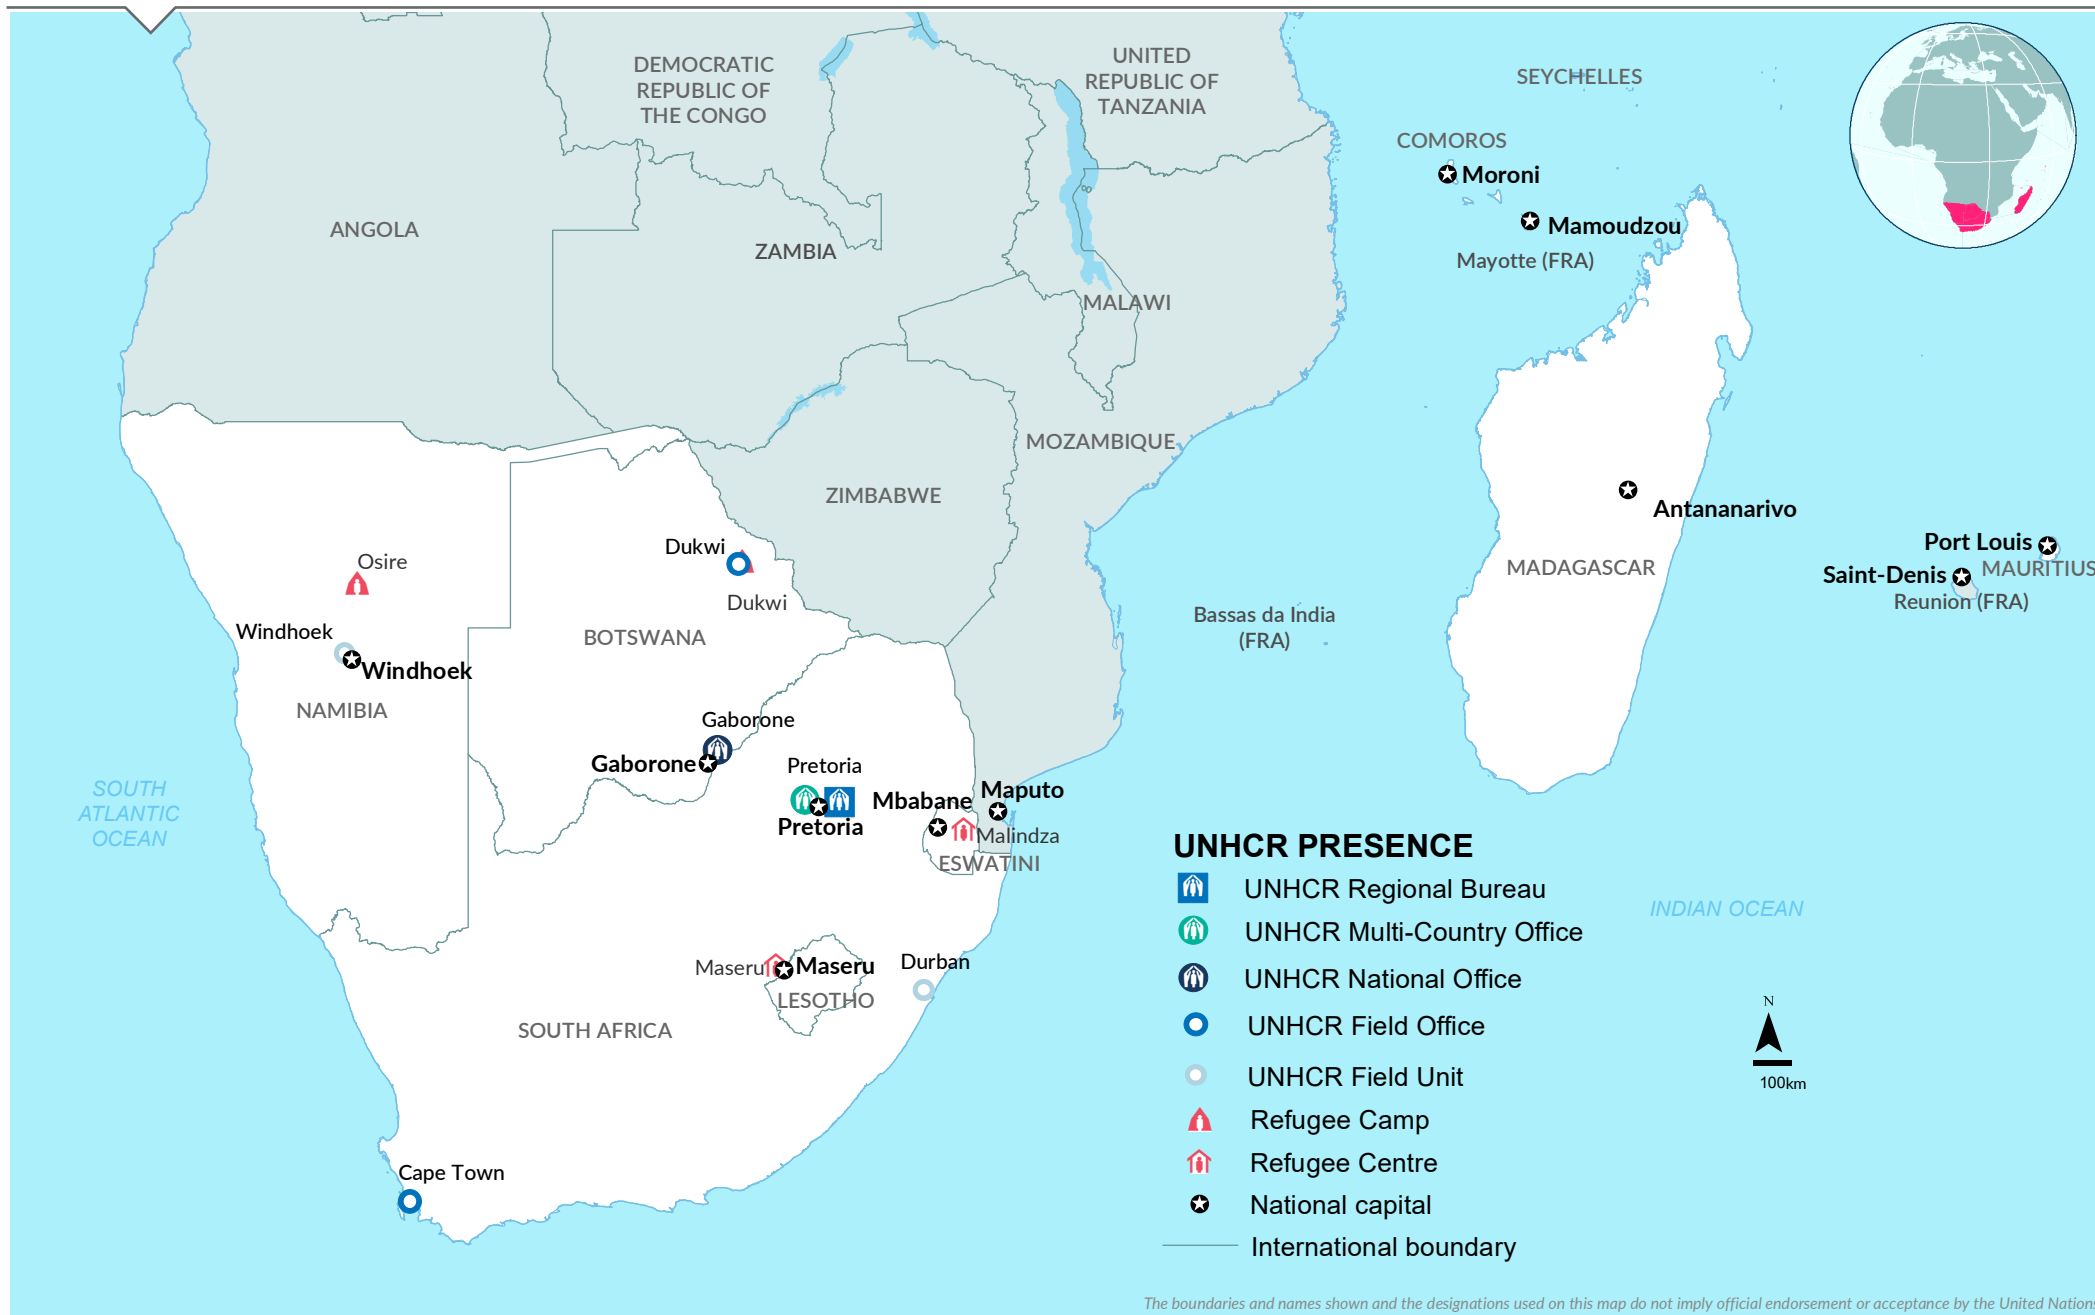 DEMOCRATIC
REPUBLIC OF
THE CONGO
UNITED
REPUBLIC OF
TANZANIA
SEYCHELLES
COMOROS
Moroni
Mamoudzou
Mayotte (FRA)
ANGOLA
ZAMBIA
MALAWI
MOZAMBIQUE
ZIMBABWE
Antananarivo
MADAGASCAR
Port Louis
MAURITIUS
Saint-Denis
Reunion (FRA)
Bassas da India
(FRA)
Osire
Dukwi
Dukwi
Windhoek
Windhoek
BOTSWANA
NAMIBIA
Gaborone
Gaborone
Pretoria
Pretoria
Mbabane
Maputo
Malindza
ESWATINI
SOUTH
ATLANTIC
OCEAN
Maseru
Maseru
LESOTHO
Durban
SOUTH AFRICA
Cape Town
INDIAN OCEAN
UNHCR PRESENCE
UNHCR Regional Bureau
UNHCR Multi-Country Office
UNHCR National Office
UNHCR Field Office
UNHCR Field Unit
Refugee Camp
Refugee Centre
National capital
International boundary
N
100km
The boundaries and names shown and the designations used on this map do not imply official endorsement or acceptance by the United Nation